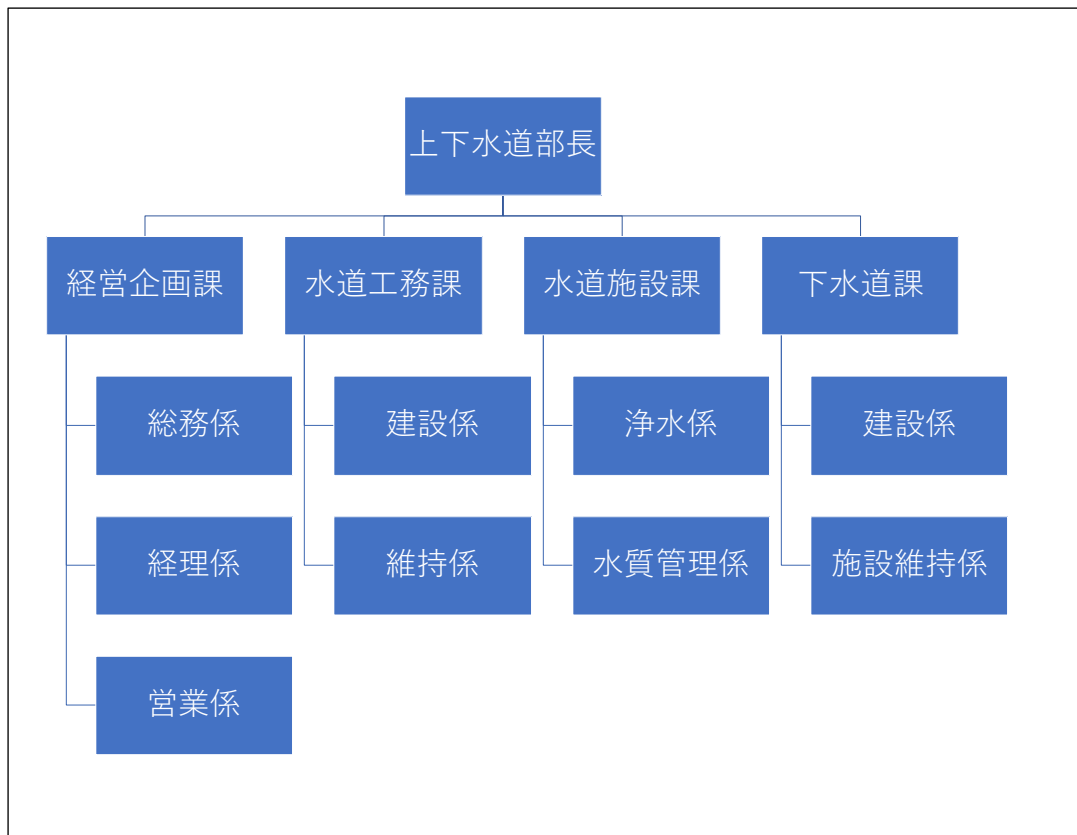 上下水道部長
経営企画課
水道工務課
水道施設課
下水道課
総務係
建設係
浄水係
建設係
経理係
維持係
水質管理係
施設維持係
営業係